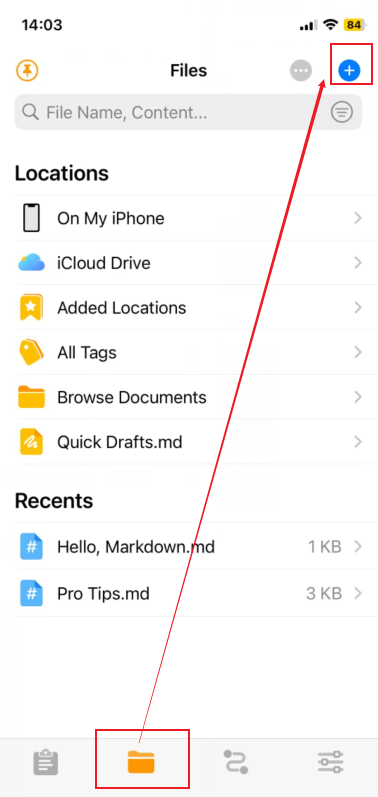 14:03
84
Files
File Name, Content...
Locations
On My iPhone
iCloud Drive
Added Locations
All Tags
Browse Documents
Quick Drafts.md
Recents
# Hello, Markdown.md 1 KB
# Pro Tips.md 3 KB